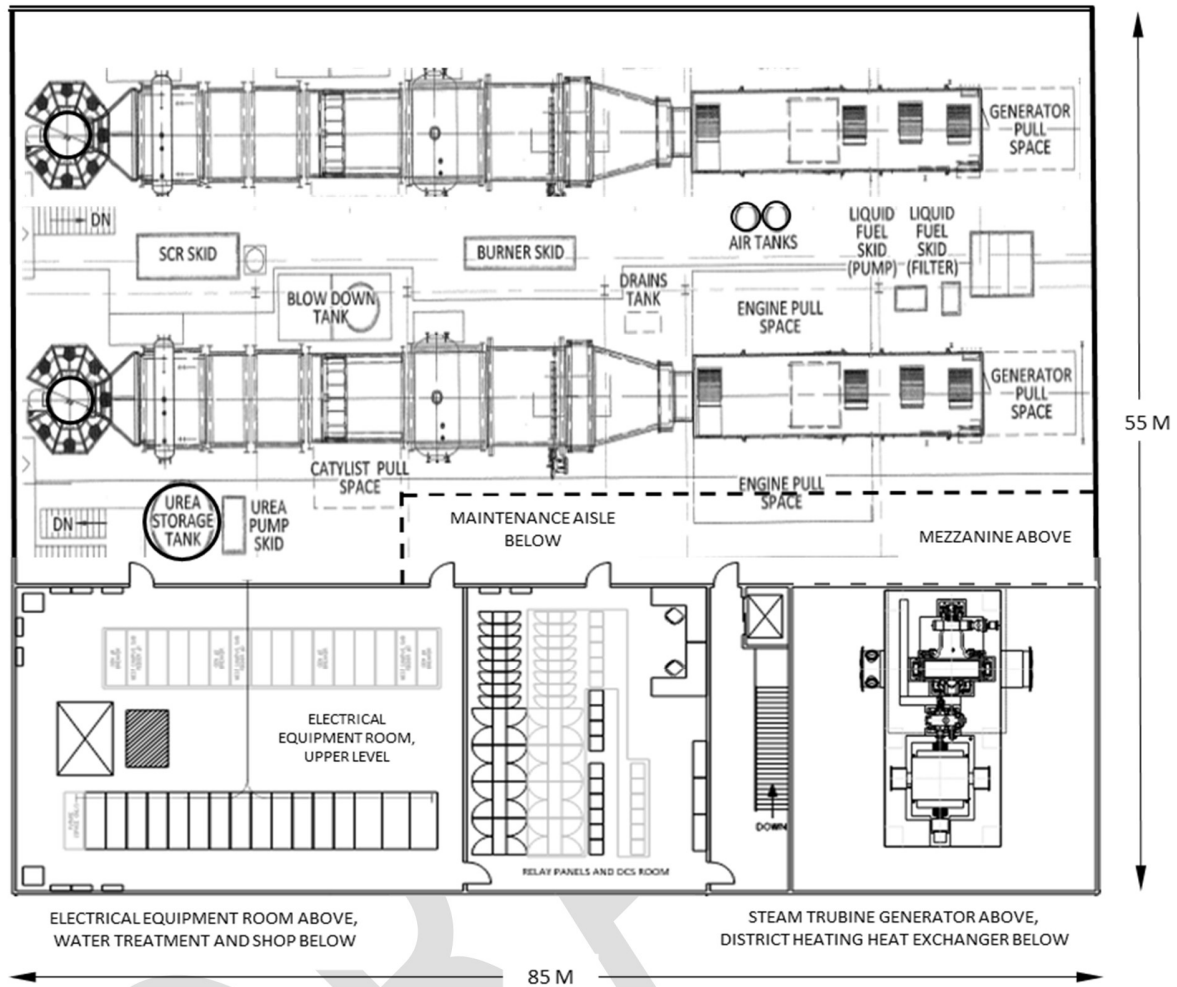 GENERATOR
PULL
SPACE
DN
SCR SKID
BURNER SKID
AIR TANKS
LIQUID
FUEL
SKID
(PUMP)
LIQUID
FUEL
SKID
(FILTER)
BLOW DOWN
TANK
DRAINS
TANK
ENGINE PULL
SPACE
GENERATOR
PULL
SPACE
55 M
CATYLIST PULL
SPACE
ENGINE PULL
SPACE
DN
UREA
STORAGE
TANK
UREA
PUMP
SKID
MAINTENANCE AISLE
BELOW
MEZZANINE ABOVE
ELECTRICAL
EQUIPMENT ROOM,
UPPER LEVEL
DOWN
RELAY PANELS AND DCS ROOM
ELECTRICAL EQUIPMENT ROOM ABOVE,
WATER TREATMENT AND SHOP BELOW
STEAM TRUBINE GENERATOR ABOVE,
DISTRICT HEATING HEAT EXCHANGER BELOW
85 M